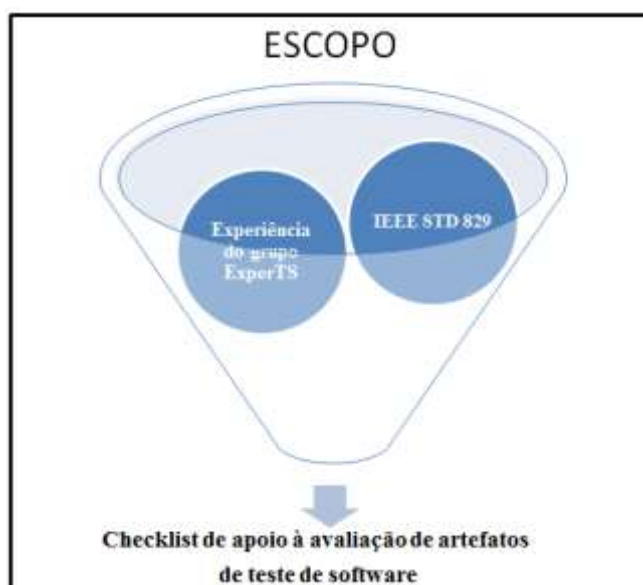 ESCOPO
Experiência
do grupo
ExperTS
IEEE STD 829
Checklist de apoio à avaliação de artefatos
de teste de software